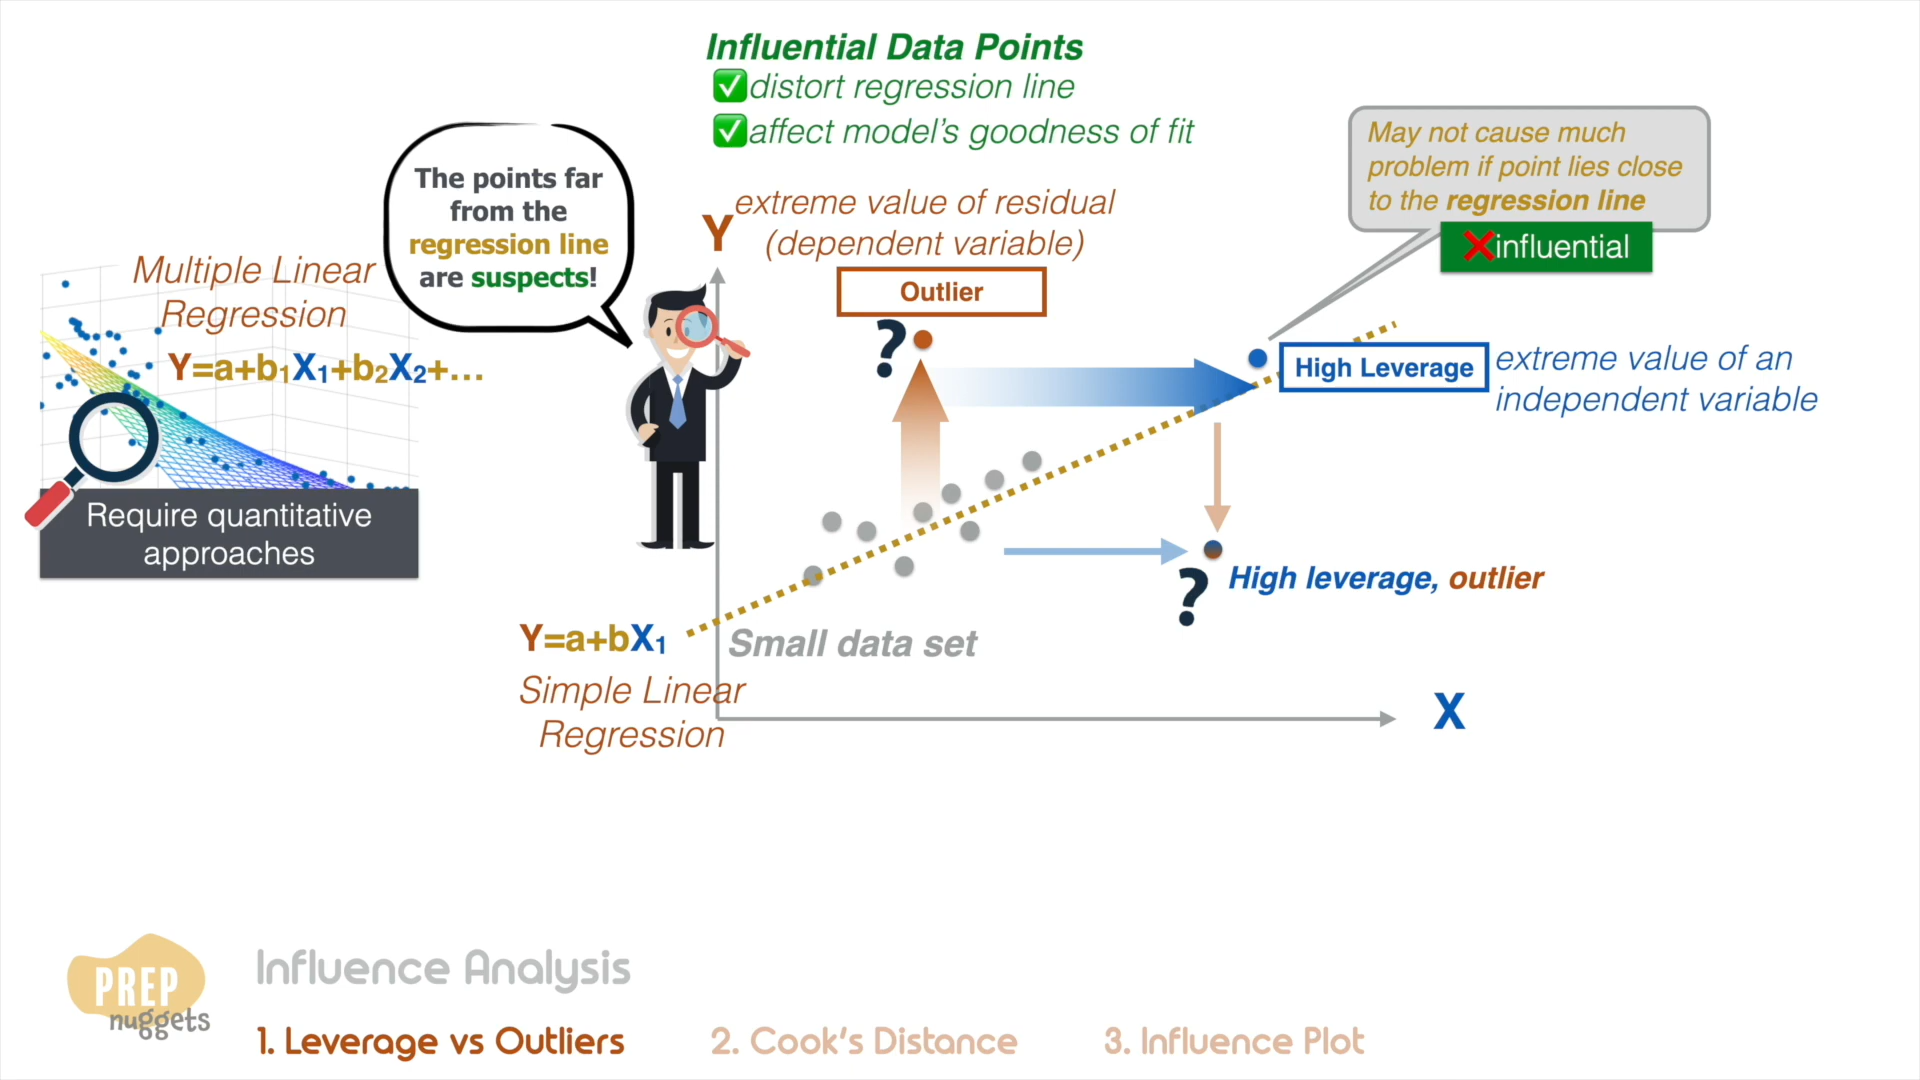 Influential Data Points
✅distort regression line
✅affect model's goodness of fit
May not cause much
problem if point lies close
to the regression line
❌influential
The points far
from the
regression line
are suspects!
extreme value of residual
(dependent variable)
Y
Outlier
?
Multiple Linear
Regression
Y=a+b₁X₁+b₂X₂+...
Require quantitative
approaches
High Leverage
extreme value of an
independent variable
?
High leverage, outlier
Y=a+bX₁
Small data set
Simple Linear
Regression
X
PREP
nuggets
Influence Analysis
1. Leverage vs Outliers
2. Cook's Distance
3. Influence Plot